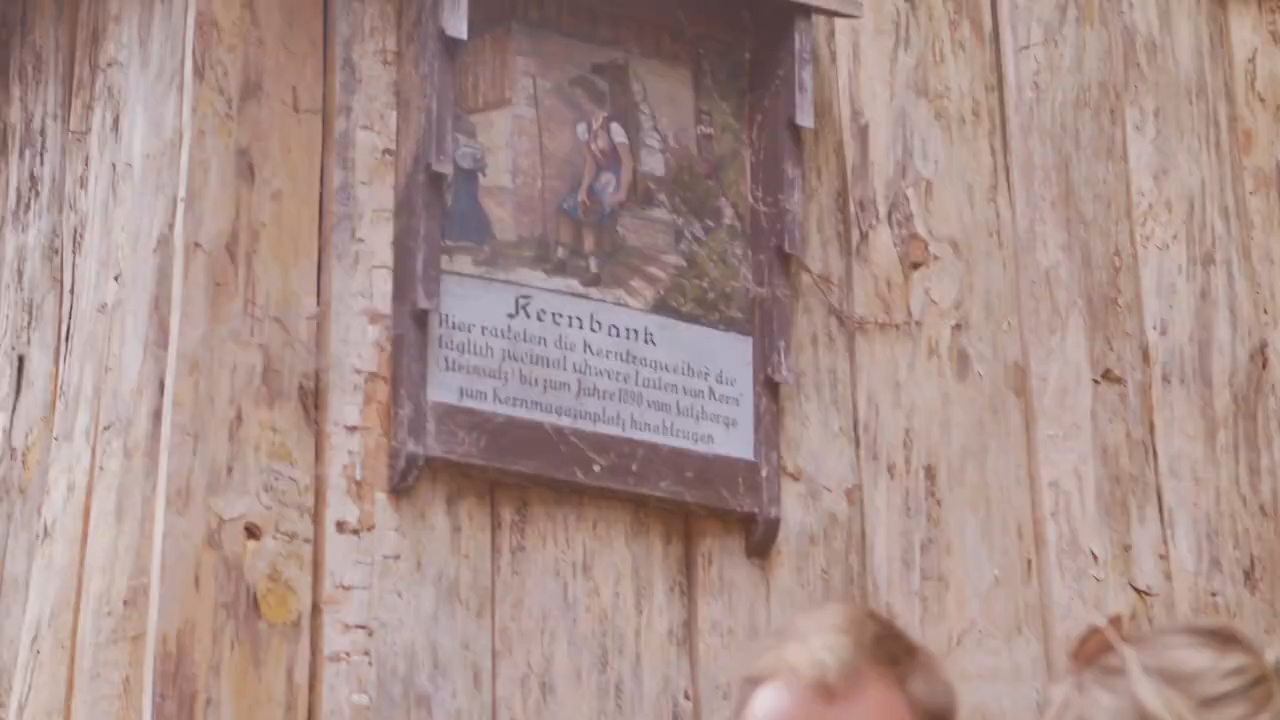 Kernbank
Hier rasteten die Kerntragweiber die
täglich zweimal schwere Lasten von "Kern"
(Steinsalz) bis zum Jahre 1890 vom Salzberge
zum Kernmagazinplatz hinabtrugen